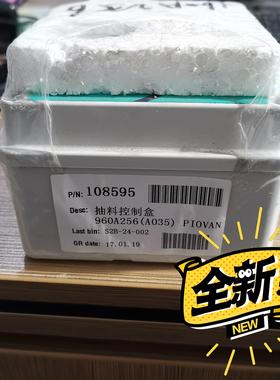 P/N: 108595
Desc: 抽料控制盒
960A256(A035) PIOVAN
Last bin: S2B-24-002
GR date: 17.01.19
全新
NEW